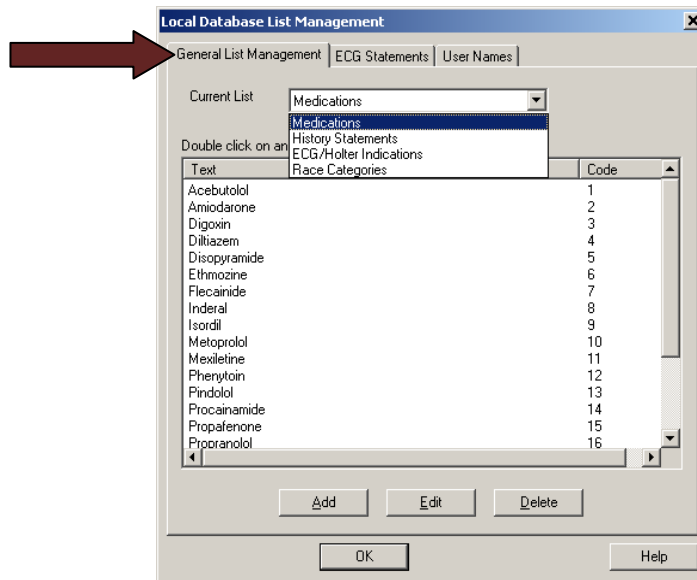 Local Database List Management
General List Management ECG Statements User Names
Current List Medications
Medications
History Statements
Double click on an
ECG/Holter Indications
Race Categories
Text Code
Acebutolol 1
Amiodarone 2
Digoxin 3
Diltiazem 4
Disopyramide 5
Ethmozine 6
Flecainide 7
Inderal 8
Isordil 9
Metoprolol 10
Mexiletine 11
Phenytoin 12
Pindolol 13
Procainamide 14
Propafenone 15
Propranolol 16
Add Edit Delete
OK Help